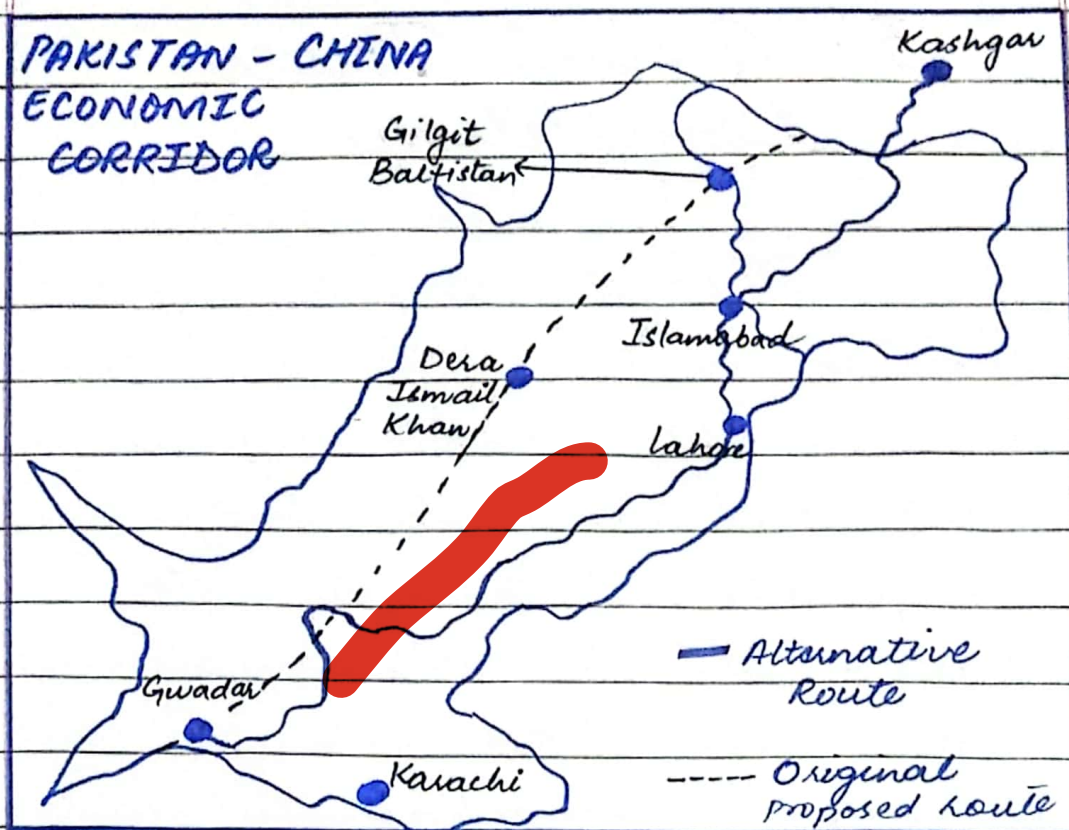 PAKISTAN - CHINA
ECONOMIC
CORRIDOR
Kashgar
Gilgit
Baltistan
Islamabad
Dera
Ismail
Khan
Lahore
Gwadar
Karachi
Alternative
Route
Original
proposed route